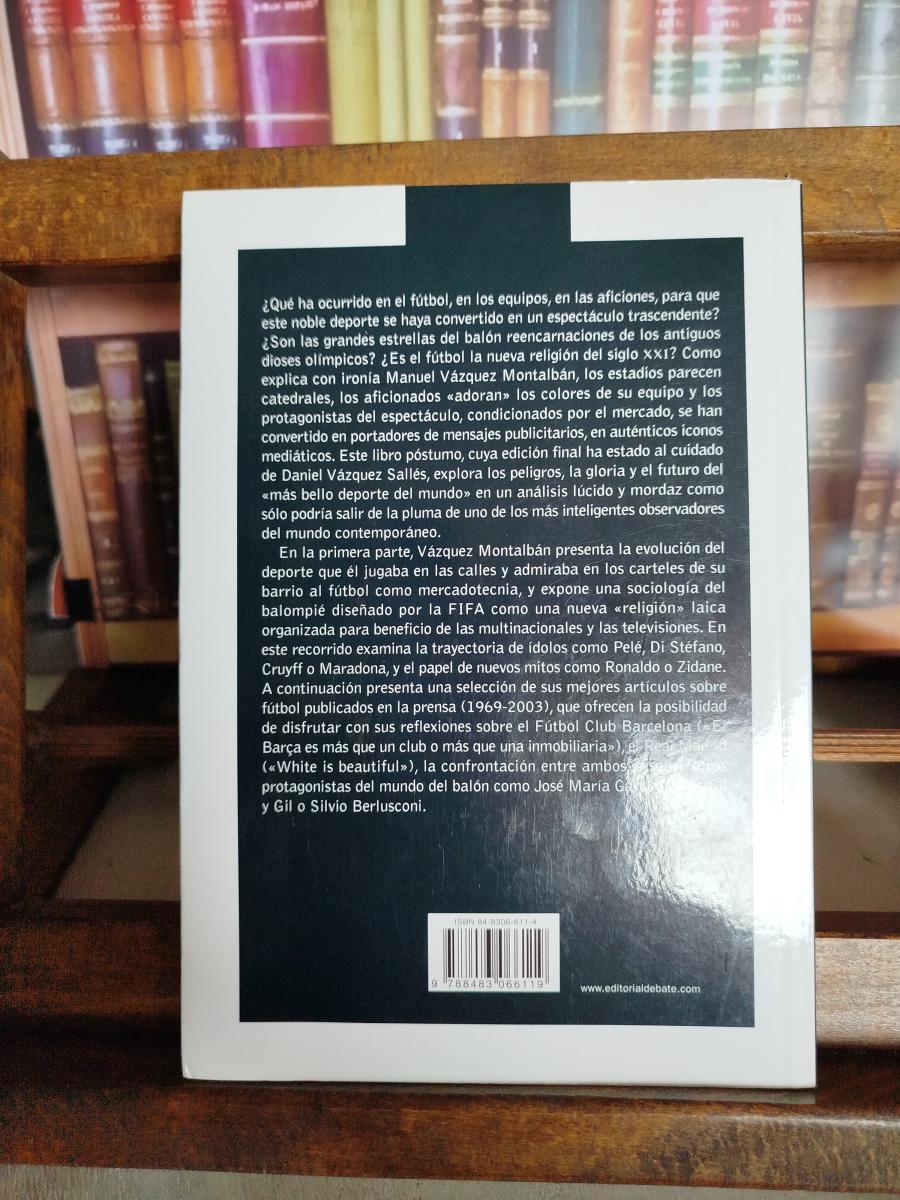 ¿Qué ha ocurrido en el fútbol, en los equipos, en las aficiones, para que
este noble deporte se haya convertido en un espectáculo trascendente?
¿Son las grandes estrellas del balón reencarnaciones de los antiguos
dioses olímpicos? ¿Es el fútbol la nueva religión del siglo XXI? Como
explica con ironía Manuel Vázquez Montalbán, los estadios parecen
catedrales, los aficionados «adoran» los colores de su equipo y los
protagonistas del espectáculo, condicionados por el mercado, se han
convertido en portadores de mensajes publicitarios, en auténticos iconos
mediáticos. Este libro póstumo, cuya edición final ha estado al cuidado
de Daniel Vázquez Sallés, explora los peligros, la gloria y el futuro del
«más bello deporte del mundo» en un análisis lúcido y mordaz como
sólo podría salir de la pluma de uno de los más inteligentes observadores
del mundo contemporáneo.
En la primera parte, Vázquez Montalbán presenta la evolución del
deporte que él jugaba en las calles y admiraba en los carteles de su
barrio al fútbol como mercadotecnia, y expone una sociología del
balompié diseñado por la FIFA como una nueva «religión» laica
organizada para beneficio de las multinacionales y las televisiones. En
este recorrido examina la trayectoria de ídolos como Pelé, Di Stéfano,
Cruyff o Maradona, y el papel de nuevos mitos como Ronaldo o Zidane.
A continuación presenta una selección de sus mejores artículos sobre
fútbol publicados en la prensa (1969-2003), que ofrecen la posibilidad
de disfrutar con sus reflexiones sobre el Fútbol Club Barcelona («El
Barça es más que un club o más que una inmobiliaria»), el Real Madrid
(«White is beautiful»), la confrontación entre ambos y sobre otros
protagonistas del mundo del balón como José María
y Gil o Silvio Berlusconi.
ISBN 84-8306-611-4
9 788483 066119
www.editorialdebate.com